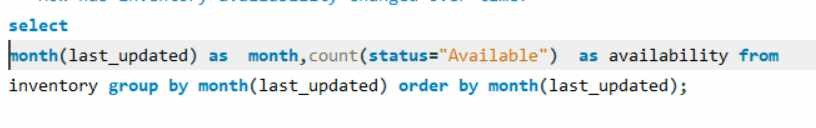 select
month(last_updated) as  month,count(status="Available")  as availability from
inventory group by month(last_updated) order by month(last_updated);